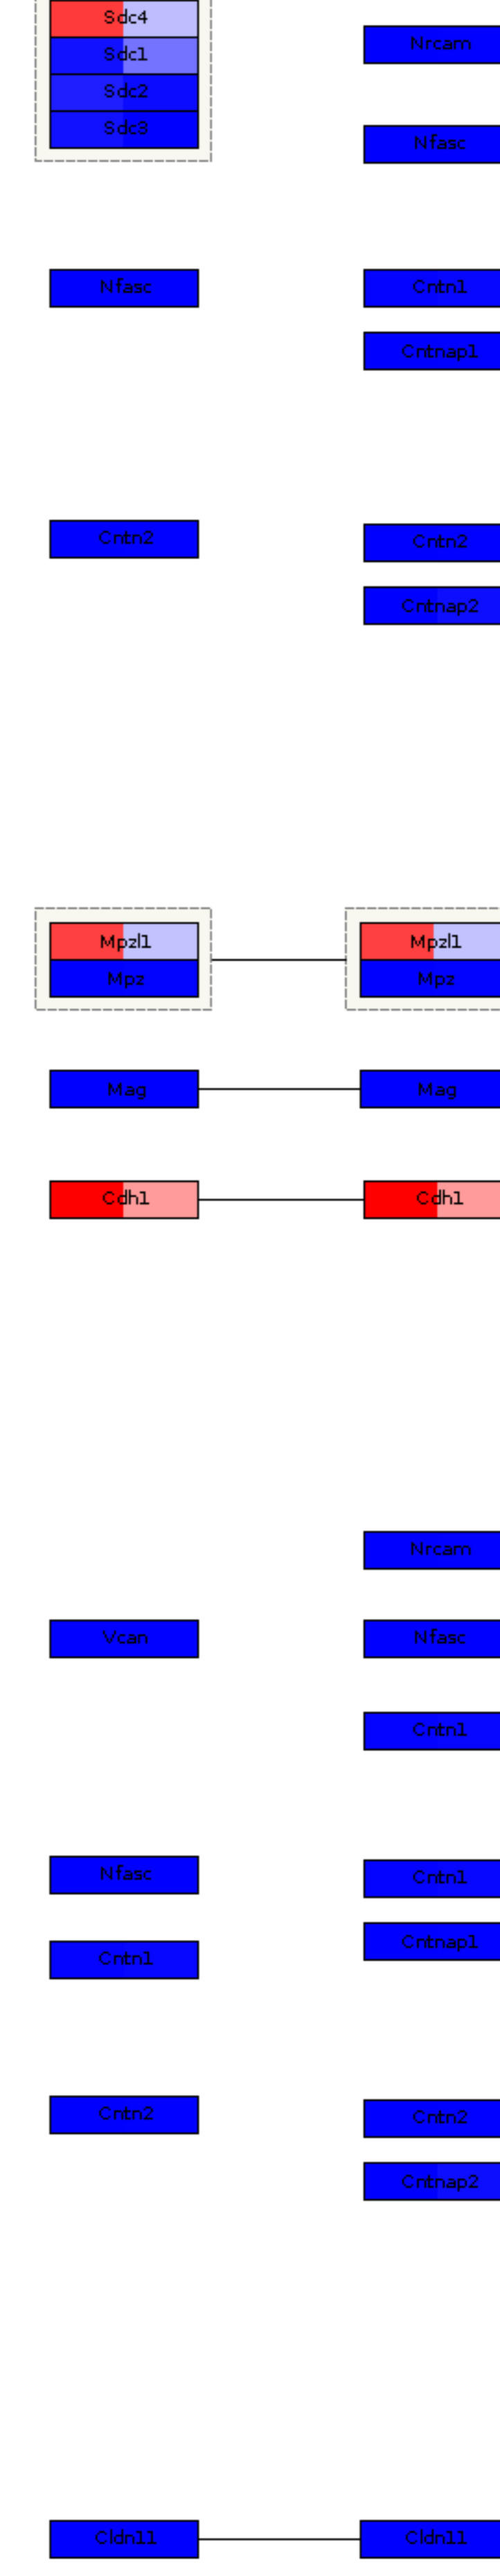 Sdc4
Nrcam
Sdc1
Sdc2
Sdc3
Nfasc
Nfasc
Cntn1
Cntnap1
Cntn2
Cntn2
Cntnap2
Mpzl1
Mpzl1
Mpz
Mpz
Mag
Mag
Cdh1
Cdh1
Nrcam
Vcan
Nfasc
Cntn1
Nfasc
Cntn1
Cntnap1
Cntn1
Cntn2
Cntn2
Cntnap2
Cldn11
Cldn11